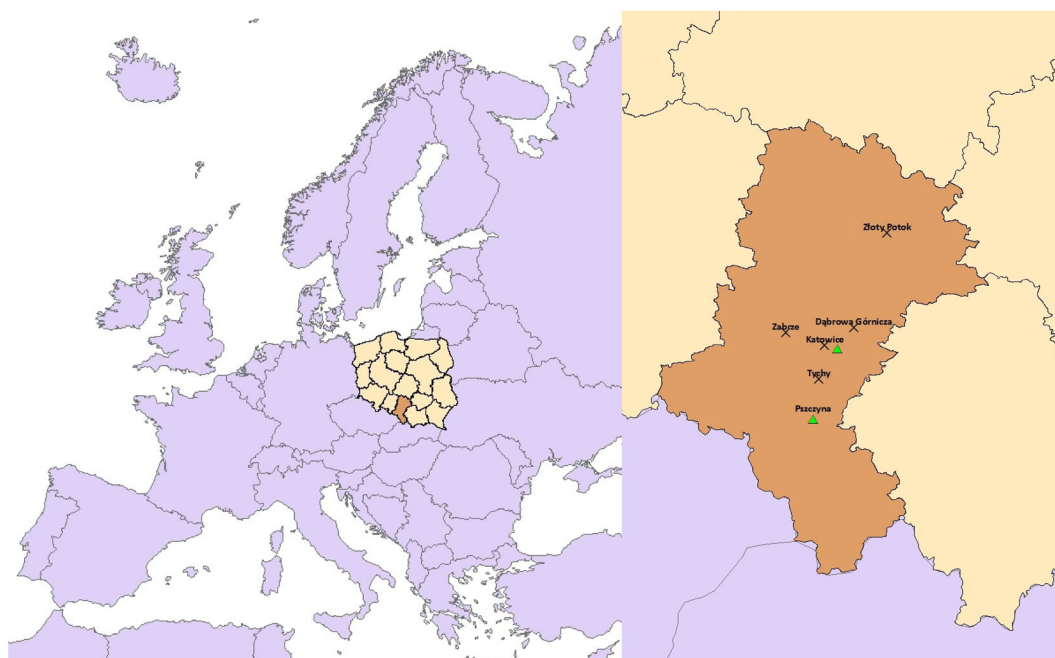 Złoty Potok
Dąbrowa Górnicza
Zabrze
Katowice
Tychy
Pszczyna